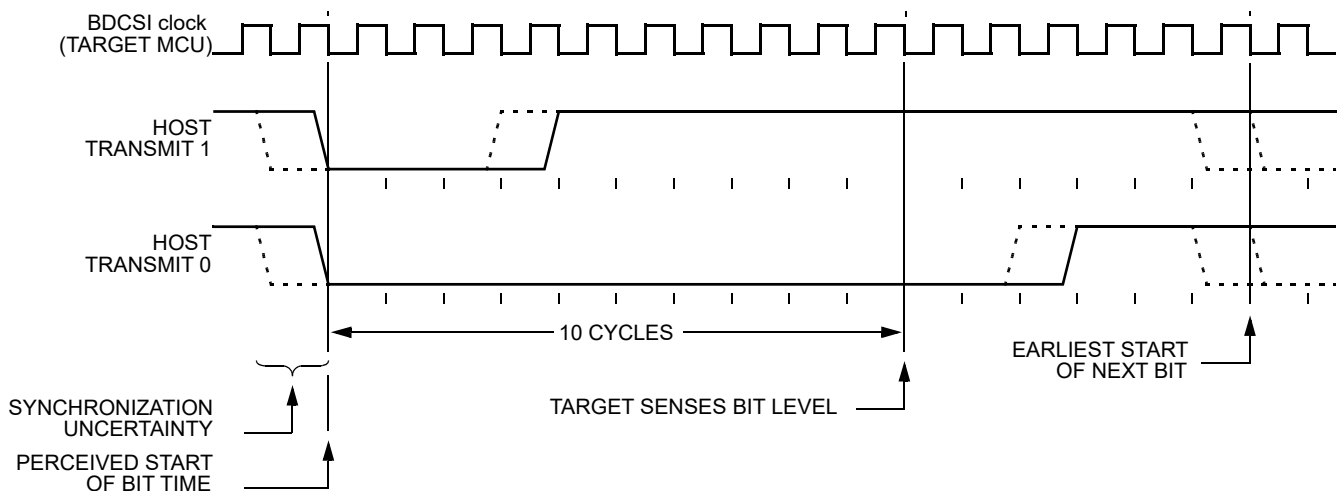 BDCSI clock
(TARGET MCU)
HOST
TRANSMIT 1
HOST
TRANSMIT 0
10 CYCLES
EARLIEST START
OF NEXT BIT
SYNCHRONIZATION
UNCERTAINTY
TARGET SENSES BIT LEVEL
PERCEIVED START
OF BIT TIME